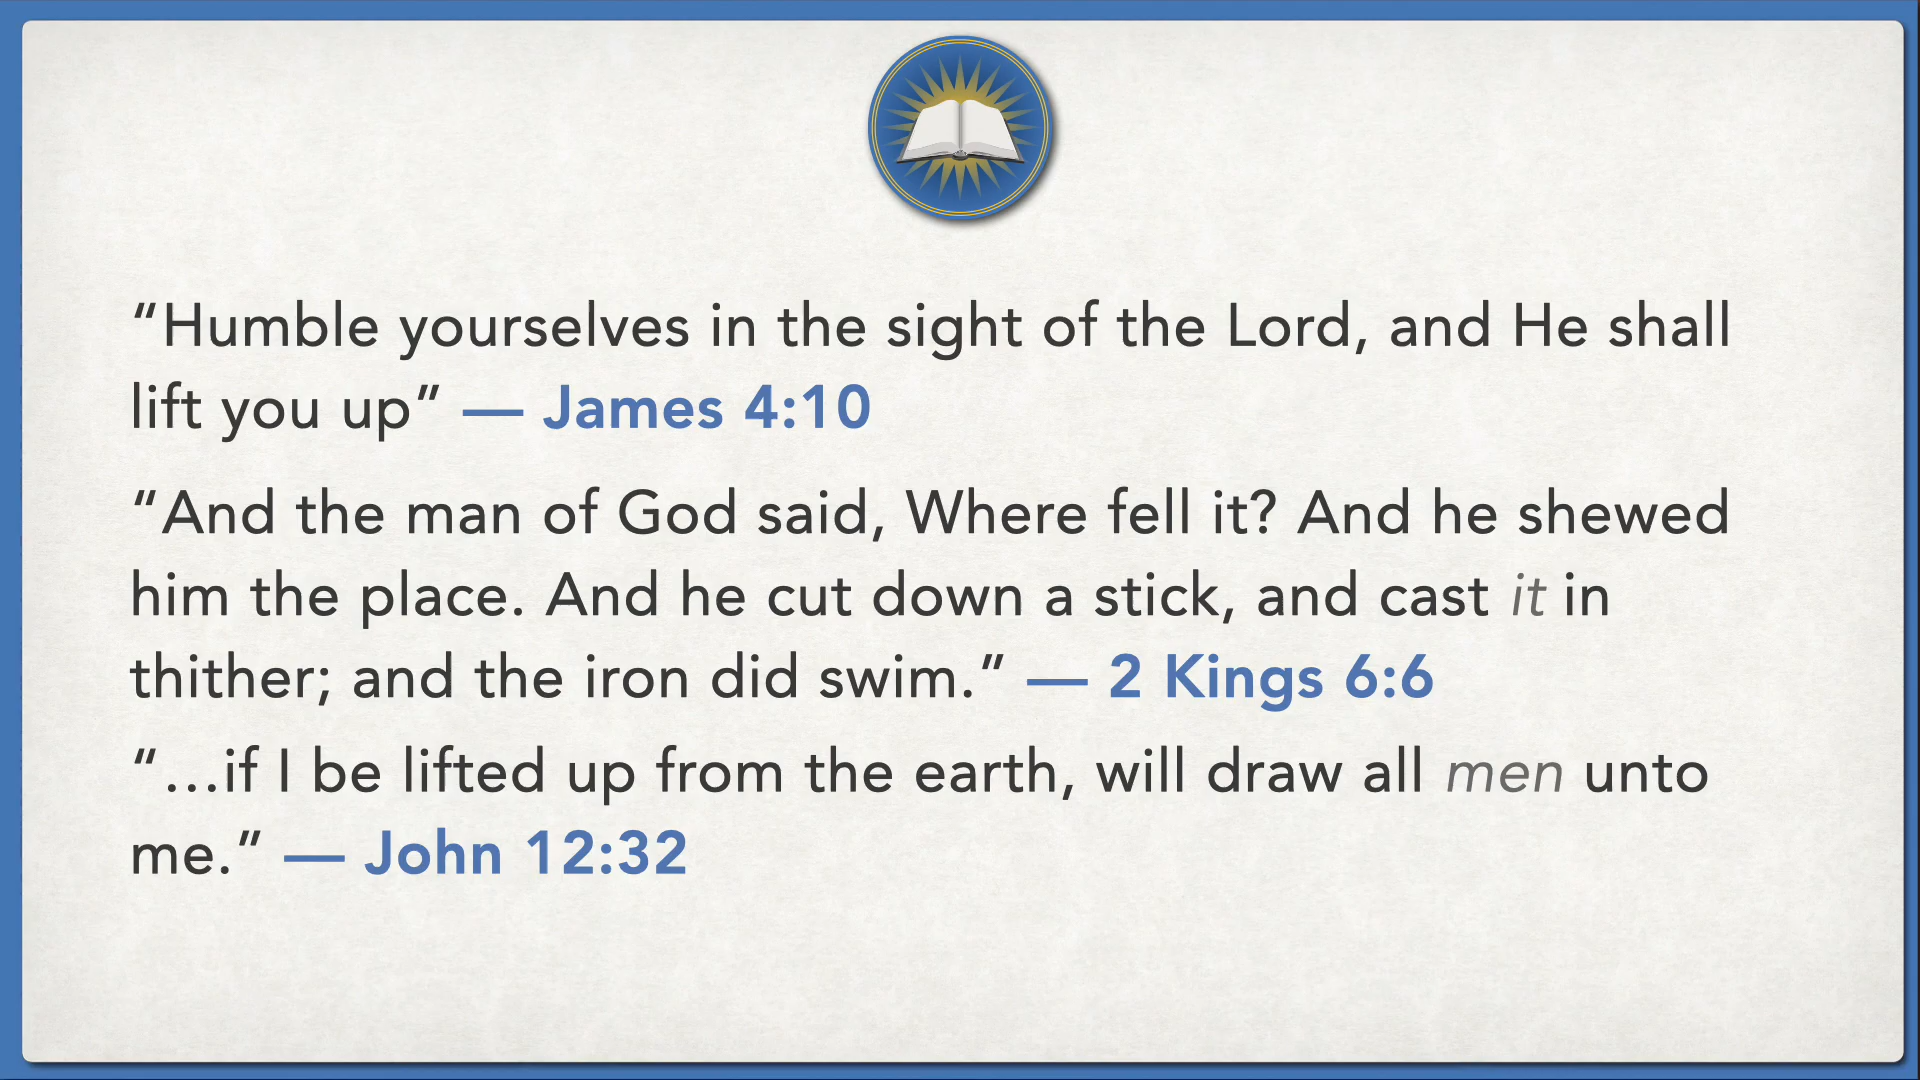 “Humble yourselves in the sight of the Lord, and He shall
lift you up” — James 4:10
“And the man of God said, Where fell it? And he shewed
him the place. And he cut down a stick, and cast it in
thither; and the iron did swim.” — 2 Kings 6:6
“…if I be lifted up from the earth, will draw all men unto
me.” — John 12:32